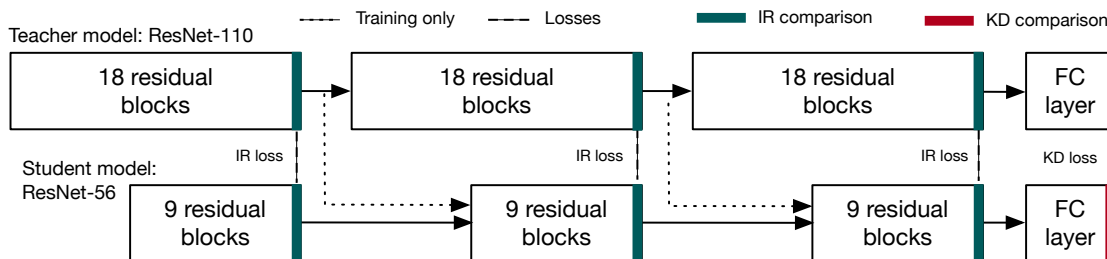 Training only
Losses
IR comparison
KD comparison
Teacher model: ResNet-110
18 residual
blocks
18 residual
blocks
18 residual
blocks
FC
layer
IR loss
IR loss
IR loss
KD loss
Student model:
ResNet-56
9 residual
blocks
9 residual
blocks
9 residual
blocks
FC
layer